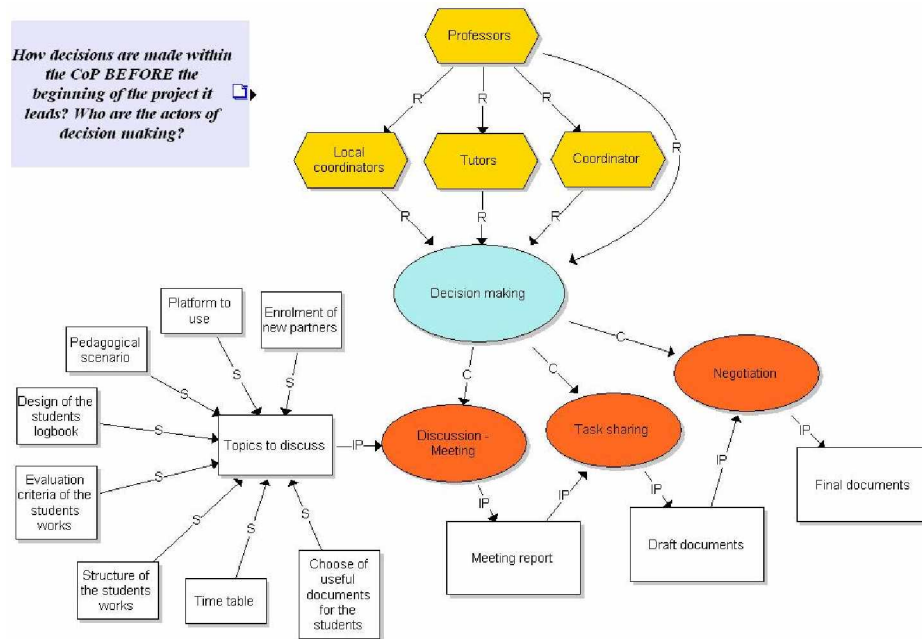 How decisions are made within
the CoP BEFORE the
beginning of the project it
leads? Who are the actors of
decision making?
Professors
R
R
R
R
Local
coordinators
Tutors
Coordinator
R
R
R
Decision making
C
C
C
Platform to
use
Enrolment of
new partners
Pedagogical
scenario
Design of the
students
logbook
Evaluation
criteria of the
students
works
Structure of
the students
works
Time table
Choose of
useful
documents
for the
students
S
S
S
S
S
S
S
S
Topics to discuss
IP
Discussion -
Meeting
Task sharing
Negotiation
IP
IP
IP
IP
IP
Meeting report
Draft documents
Final documents